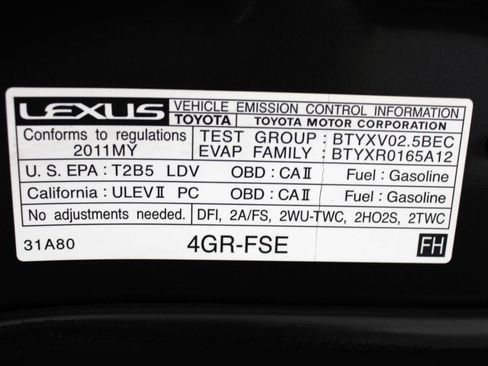 LEXUS VEHICLE EMISSION CONTROL INFORMATION
TOYOTA TOYOTA MOTOR CORPORATION
Conforms to regulations TEST GROUP : BTYXV02.5BEC
2011MY EVAP FAMILY : BTYXR0165A12
U.S. EPA : T2B5 LDV OBD : CAⅡ Fuel : Gasoline
California : ULEVⅡ PC OBD : CAⅡ Fuel : Gasoline
No adjustments needed. DFI, 2A/FS, 2WU-TWC, 2HO2S, 2TWC
31A80 4GR-FSE FH